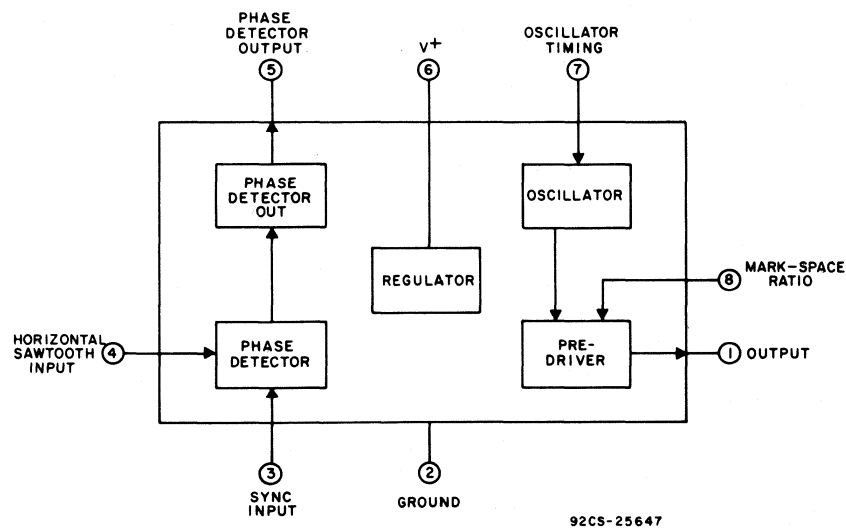 PHASE
DETECTOR
OUTPUT
5
V+
6
OSCILLATOR
TIMING
7
PHASE
DETECTOR
OUT
OSCILLATOR
REGULATOR
8
MARK-SPACE
RATIO
HORIZONTAL
SAWTOOTH
INPUT
4
PHASE
DETECTOR
PRE-
DRIVER
1 OUTPUT
3
SYNC
INPUT
2
GROUND
92CS-25647